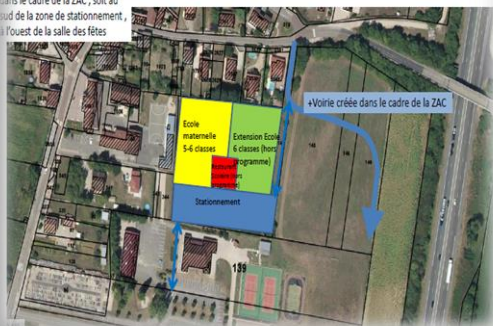 dans le cadre de la ZAC, soit au
sud de la zone de stationnement,
à l'ouest de la salle des fêtes
+Voirie créée dans le cadre de la ZAC
Ecole
maternelle
5-6 classes
Extension Ecole
6 classes (hors
programme)
programme)
Stationnement
139